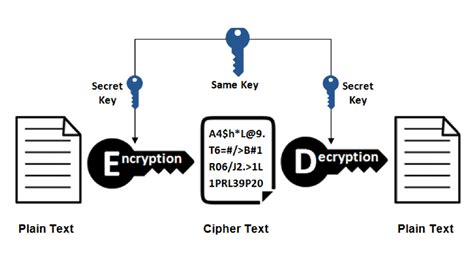 Secret
Key
Same Key
Secret
Key
Encryption
A4$h*L@9.
T6=#/>B#1
R06/J2.>1L
1PRL39P20
Decryption
Plain Text
Cipher Text
Plain Text